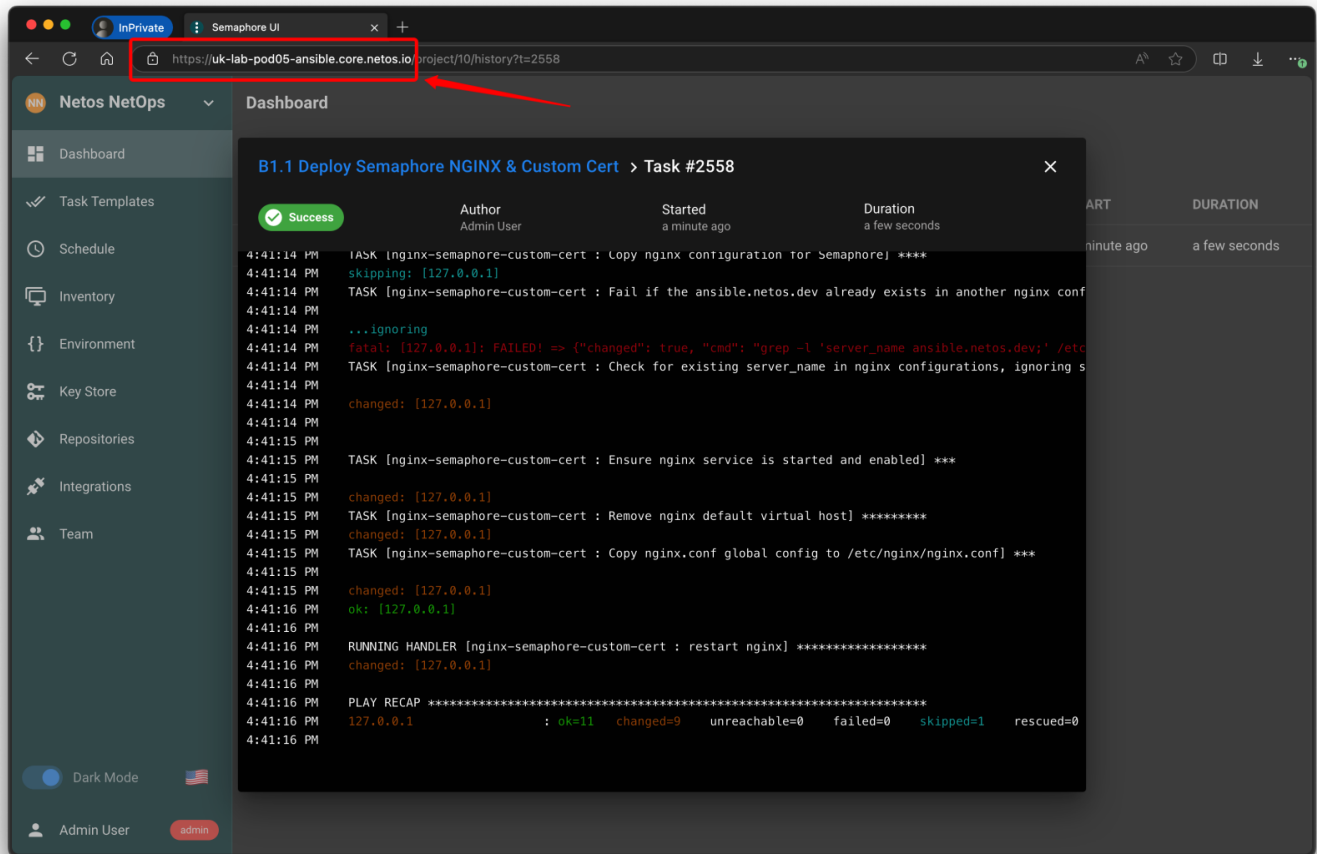 InPrivate
Semaphore UI
https://uk-lab-pod05-ansible.core.netos.io/project/10/history?t=2558
NN Netos NetOps
Dashboard
Task Templates
Schedule
Inventory
Environment
Key Store
Repositories
Integrations
Team
Dark Mode
Admin User admin
Dashboard
ART DURATION
minute ago a few seconds
B1.1 Deploy Semaphore NGINX & Custom Cert > Task #2558
Success
Author
Admin User
Started
a minute ago
Duration
a few seconds
4:41:14 PM TASK [nginx-semaphore-custom-cert : Copy nginx configuration for Semaphore] ****
4:41:14 PM skipping: [127.0.0.1]
4:41:14 PM TASK [nginx-semaphore-custom-cert : Fail if the ansible.netos.dev already exists in another nginx conf
4:41:14 PM
4:41:14 PM ...ignoring
4:41:14 PM fatal: [127.0.0.1]: FAILED! => {"changed": true, "cmd": "grep -l 'server_name ansible.netos.dev;' /etc
4:41:14 PM TASK [nginx-semaphore-custom-cert : Check for existing server_name in nginx configurations, ignoring s
4:41:14 PM
4:41:14 PM changed: [127.0.0.1]
4:41:14 PM
4:41:15 PM
4:41:15 PM TASK [nginx-semaphore-custom-cert : Ensure nginx service is started and enabled] ***
4:41:15 PM
4:41:15 PM changed: [127.0.0.1]
4:41:15 PM TASK [nginx-semaphore-custom-cert : Remove nginx default virtual host] *********
4:41:15 PM changed: [127.0.0.1]
4:41:15 PM TASK [nginx-semaphore-custom-cert : Copy nginx.conf global config to /etc/nginx/nginx.conf] ***
4:41:15 PM
4:41:15 PM changed: [127.0.0.1]
4:41:16 PM ok: [127.0.0.1]
4:41:16 PM
4:41:16 PM RUNNING HANDLER [nginx-semaphore-custom-cert : restart nginx] ******************
4:41:16 PM changed: [127.0.0.1]
4:41:16 PM
4:41:16 PM PLAY RECAP *********************************************************************
4:41:16 PM 127.0.0.1 : ok=11 changed=9 unreachable=0 failed=0 skipped=1 rescued=0
4:41:16 PM